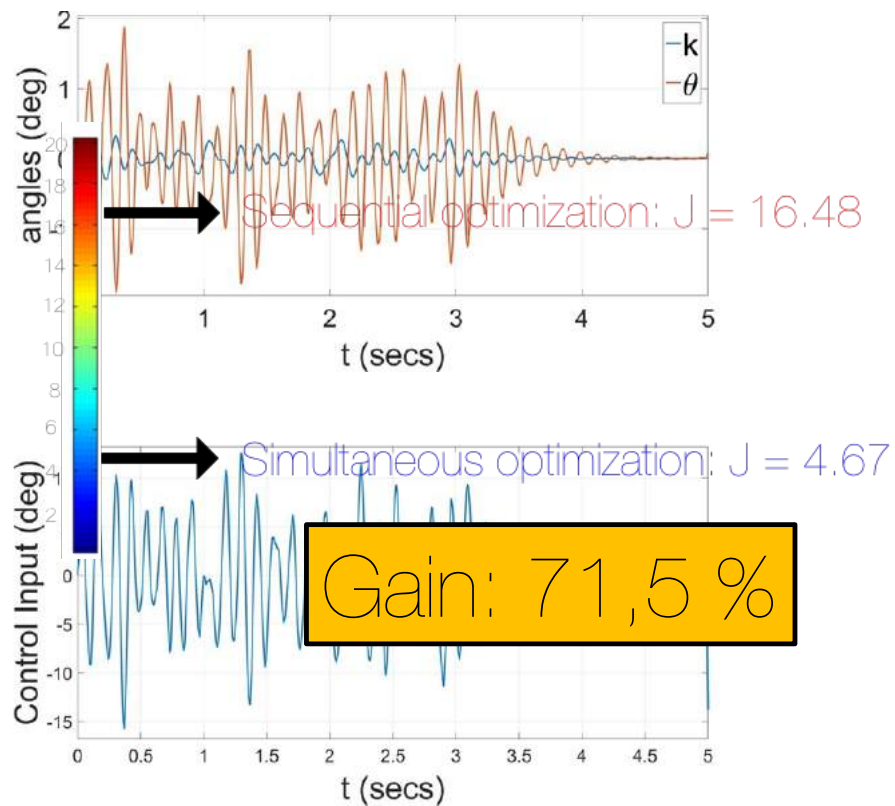 2
k
θ
1
angles (deg)
20
18
16
Sequential optimization: J = 16.48
14
12
1 2 3 4 5
t (secs)
10
8
6
4
Simultaneous optimization: J = 4.67
2
Control Input (deg)
Gain: 71,5 %
0
-5
-10
-15
0 0.5 1 1.5 2 2.5 3 3.5 4 4.5 5
t (secs)